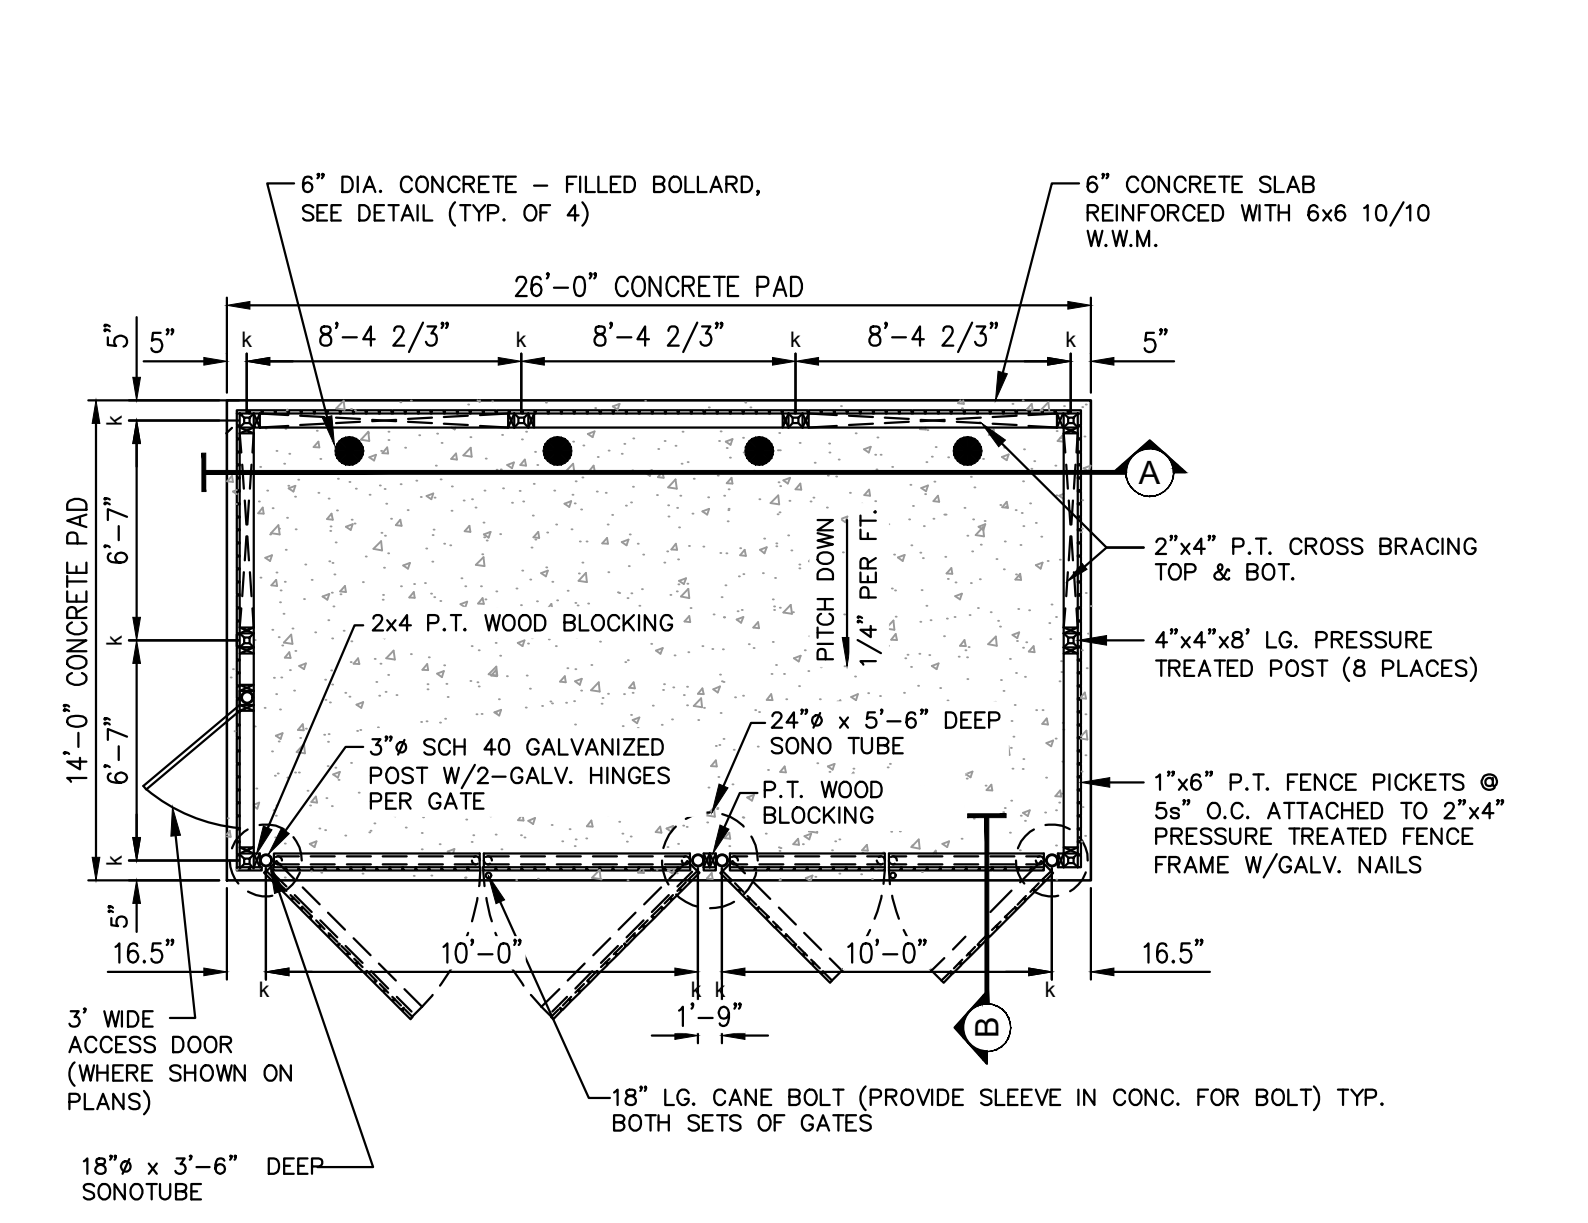 6" DIA. CONCRETE – FILLED BOLLARD,
SEE DETAIL (TYP. OF 4)
6" CONCRETE SLAB
REINFORCED WITH 6x6 10/10
W.W.M.
26'–0" CONCRETE PAD
5"
5"
k
8'–4 2/3"
k
8'–4 2/3"
k
8'–4 2/3"
k
5"
k
A
14'–0" CONCRETE PAD
6'–7"
PITCH DOWN
1/4" PER FT.
2"x4" P.T. CROSS BRACING
TOP & BOT.
2x4 P.T. WOOD BLOCKING
k
4"x4"x8' LG. PRESSURE
TREATED POST (8 PLACES)
6'–7"
24"ø x 5'–6" DEEP
SONO TUBE
3"ø SCH 40 GALVANIZED
POST W/2–GALV. HINGES
PER GATE
P.T. WOOD
BLOCKING
1"x6" P.T. FENCE PICKETS @
5s" O.C. ATTACHED TO 2"x4"
PRESSURE TREATED FENCE
FRAME W/GALV. NAILS
k
5"
16.5"
10'–0"
10'–0"
16.5"
k
k
k
k
1'–9"
B
3' WIDE
ACCESS DOOR
(WHERE SHOWN ON
PLANS)
18" LG. CANE BOLT (PROVIDE SLEEVE IN CONC. FOR BOLT) TYP.
BOTH SETS OF GATES
18"ø x 3'–6" DEEP
SONOTUBE